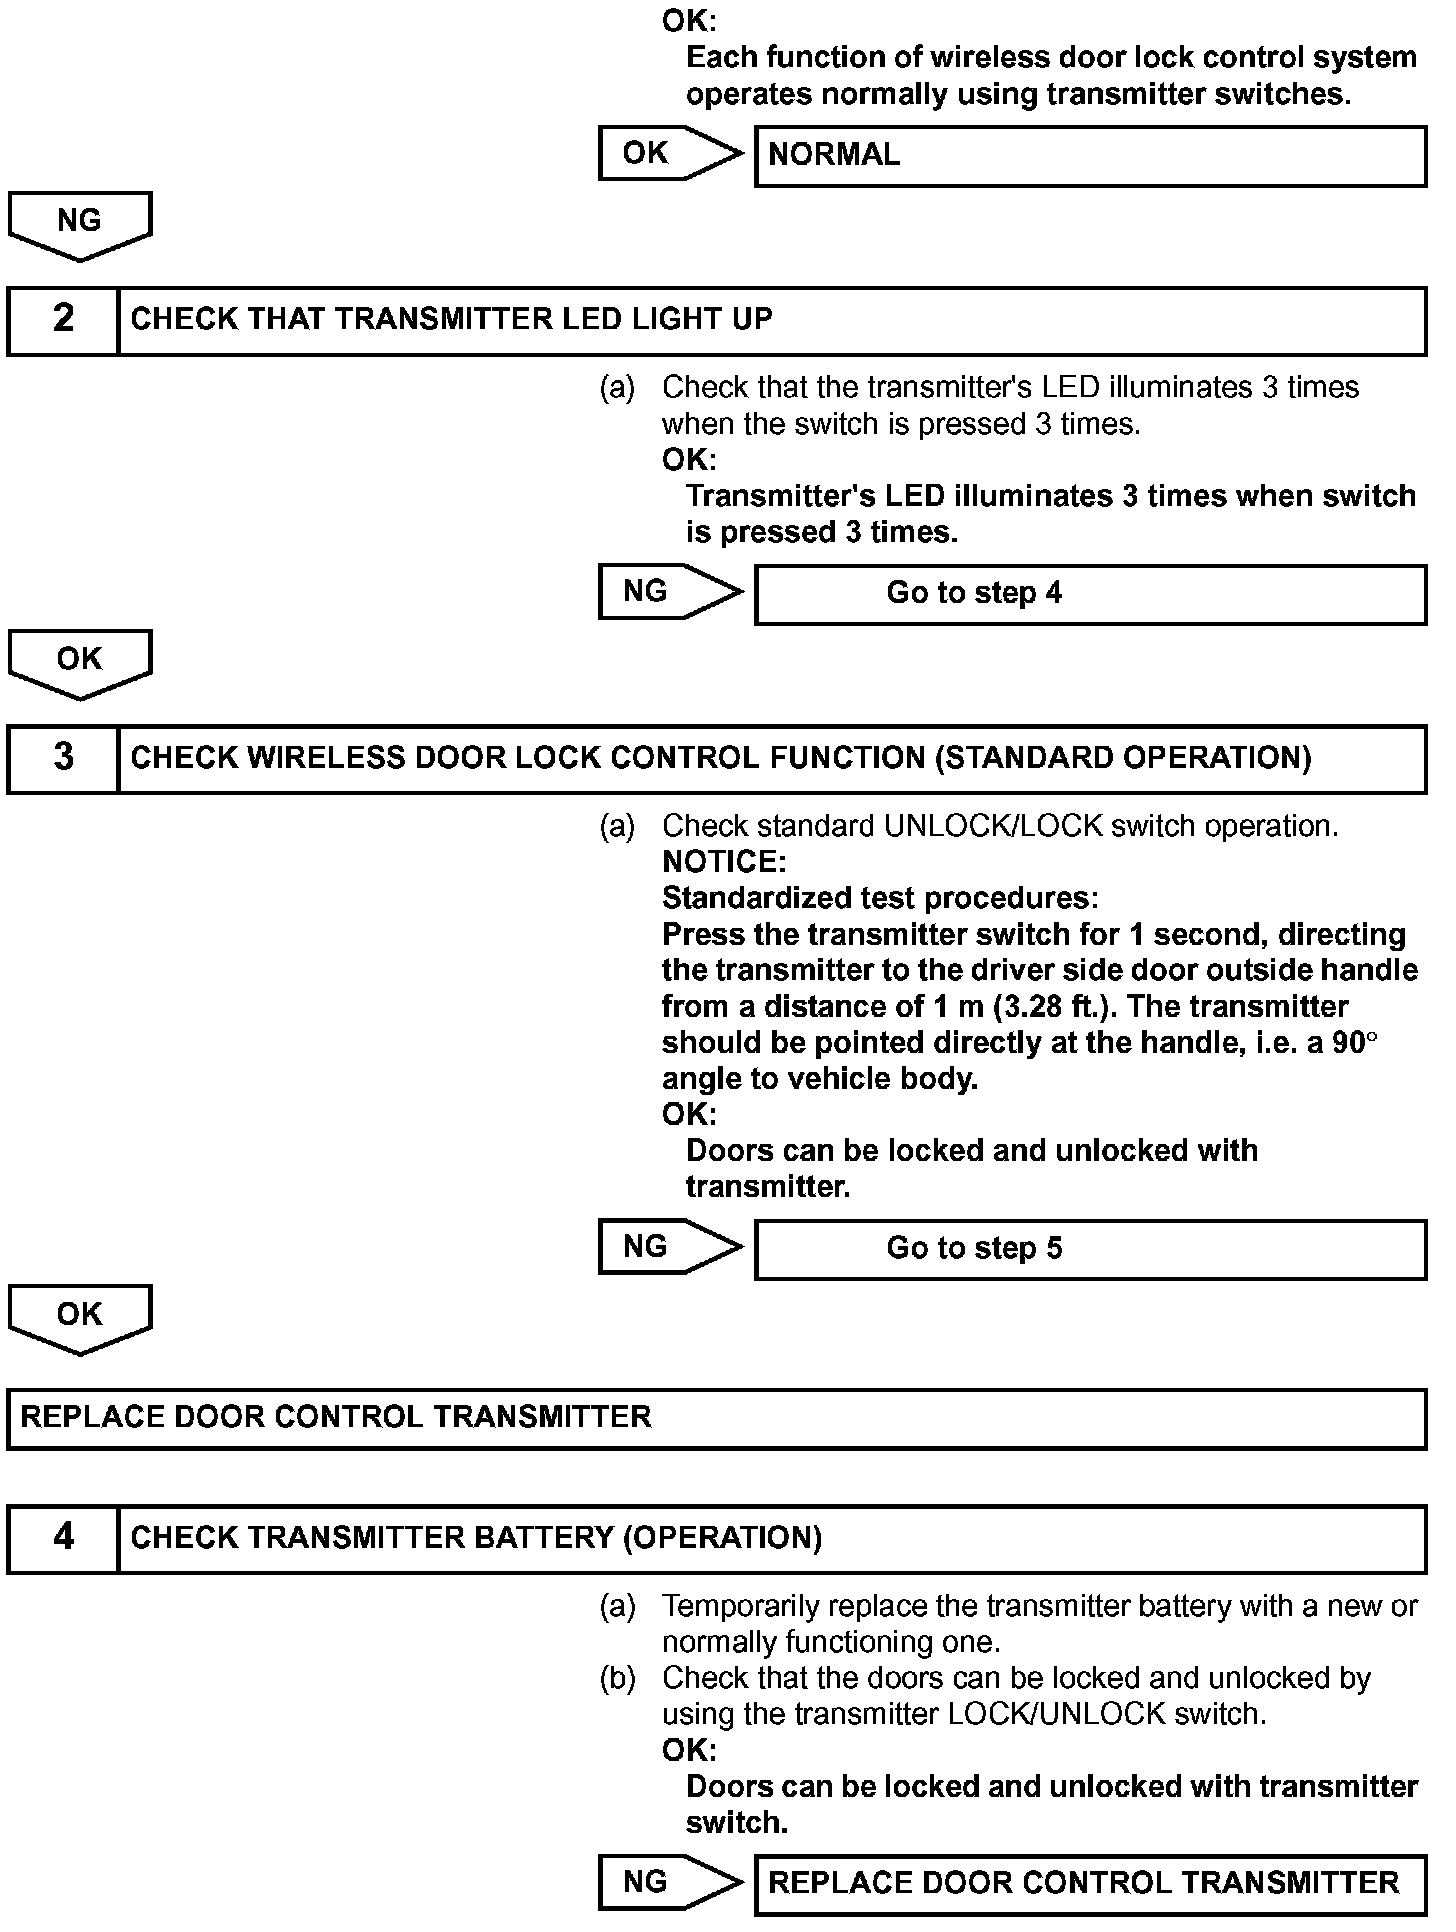 OK:
Each function of wireless door lock control system
operates normally using transmitter switches.
OK
NORMAL
NG
2
CHECK THAT TRANSMITTER LED LIGHT UP
(a) Check that the transmitter's LED illuminates 3 times
when the switch is pressed 3 times.
OK:
Transmitter's LED illuminates 3 times when switch
is pressed 3 times.
NG
Go to step 4
OK
3
CHECK WIRELESS DOOR LOCK CONTROL FUNCTION (STANDARD OPERATION)
(a) Check standard UNLOCK/LOCK switch operation.
NOTICE:
Standardized test procedures:
Press the transmitter switch for 1 second, directing
the transmitter to the driver side door outside handle
from a distance of 1 m (3.28 ft.). The transmitter
should be pointed directly at the handle, i.e. a 90°
angle to vehicle body.
OK:
Doors can be locked and unlocked with
transmitter.
NG
Go to step 5
OK
REPLACE DOOR CONTROL TRANSMITTER
4
CHECK TRANSMITTER BATTERY (OPERATION)
(a) Temporarily replace the transmitter battery with a new or
normally functioning one.
(b) Check that the doors can be locked and unlocked by
using the transmitter LOCK/UNLOCK switch.
OK:
Doors can be locked and unlocked with transmitter
switch.
NG
REPLACE DOOR CONTROL TRANSMITTER